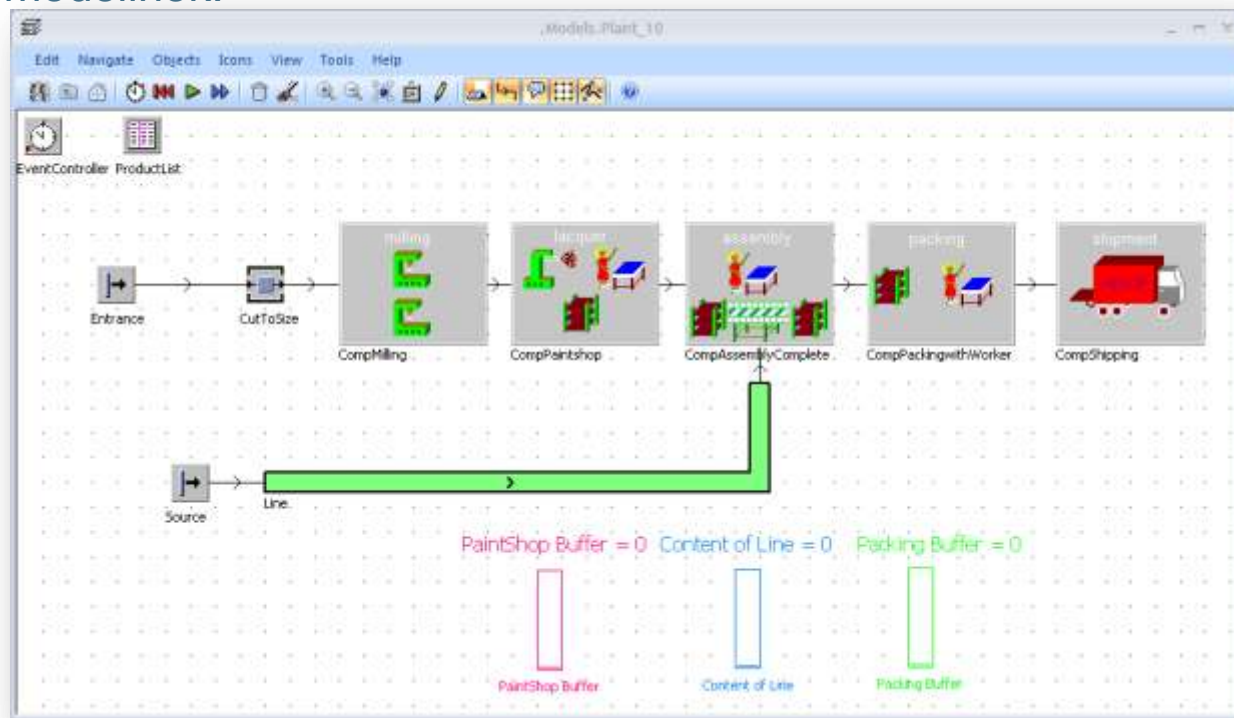 .Models.Plant_10
Edit Navigate Objects Icons View Tools Help
EventController ProductList
milling lacquer assembly packing shipment
Entrance
CutToSize
CompMilling
CompPaintshop
CompAssemblyComplete
CompPackingwithWorker
CompShipping
Source
Line
PaintShop Buffer = 0 Content of Line = 0 Packing Buffer = 0
PaintShop Buffer
Content of Line
Packing Buffer